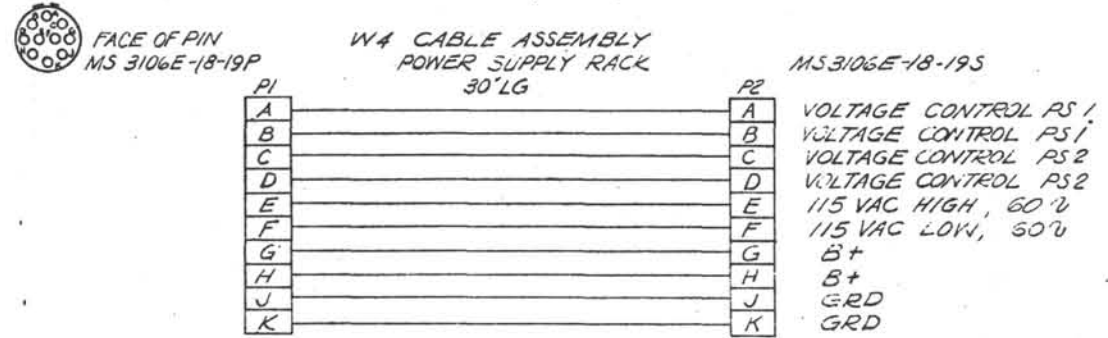 FACE OF PIN
MS 3106E-18-19P
W4 CABLE ASSEMBLY
POWER SUPPLY RACK
30" LG
MS3106E-18-19S
P1 P2
A A VOLTAGE CONTROL PS 1
B B VOLTAGE CONTROL PS 1
C C VOLTAGE CONTROL PS 2
D D VOLTAGE CONTROL PS2
E E 115 VAC HIGH, 60 ~
F F 115 VAC LOW, 60 ~
G G B+
H H B+
J J GRD
K K GRD